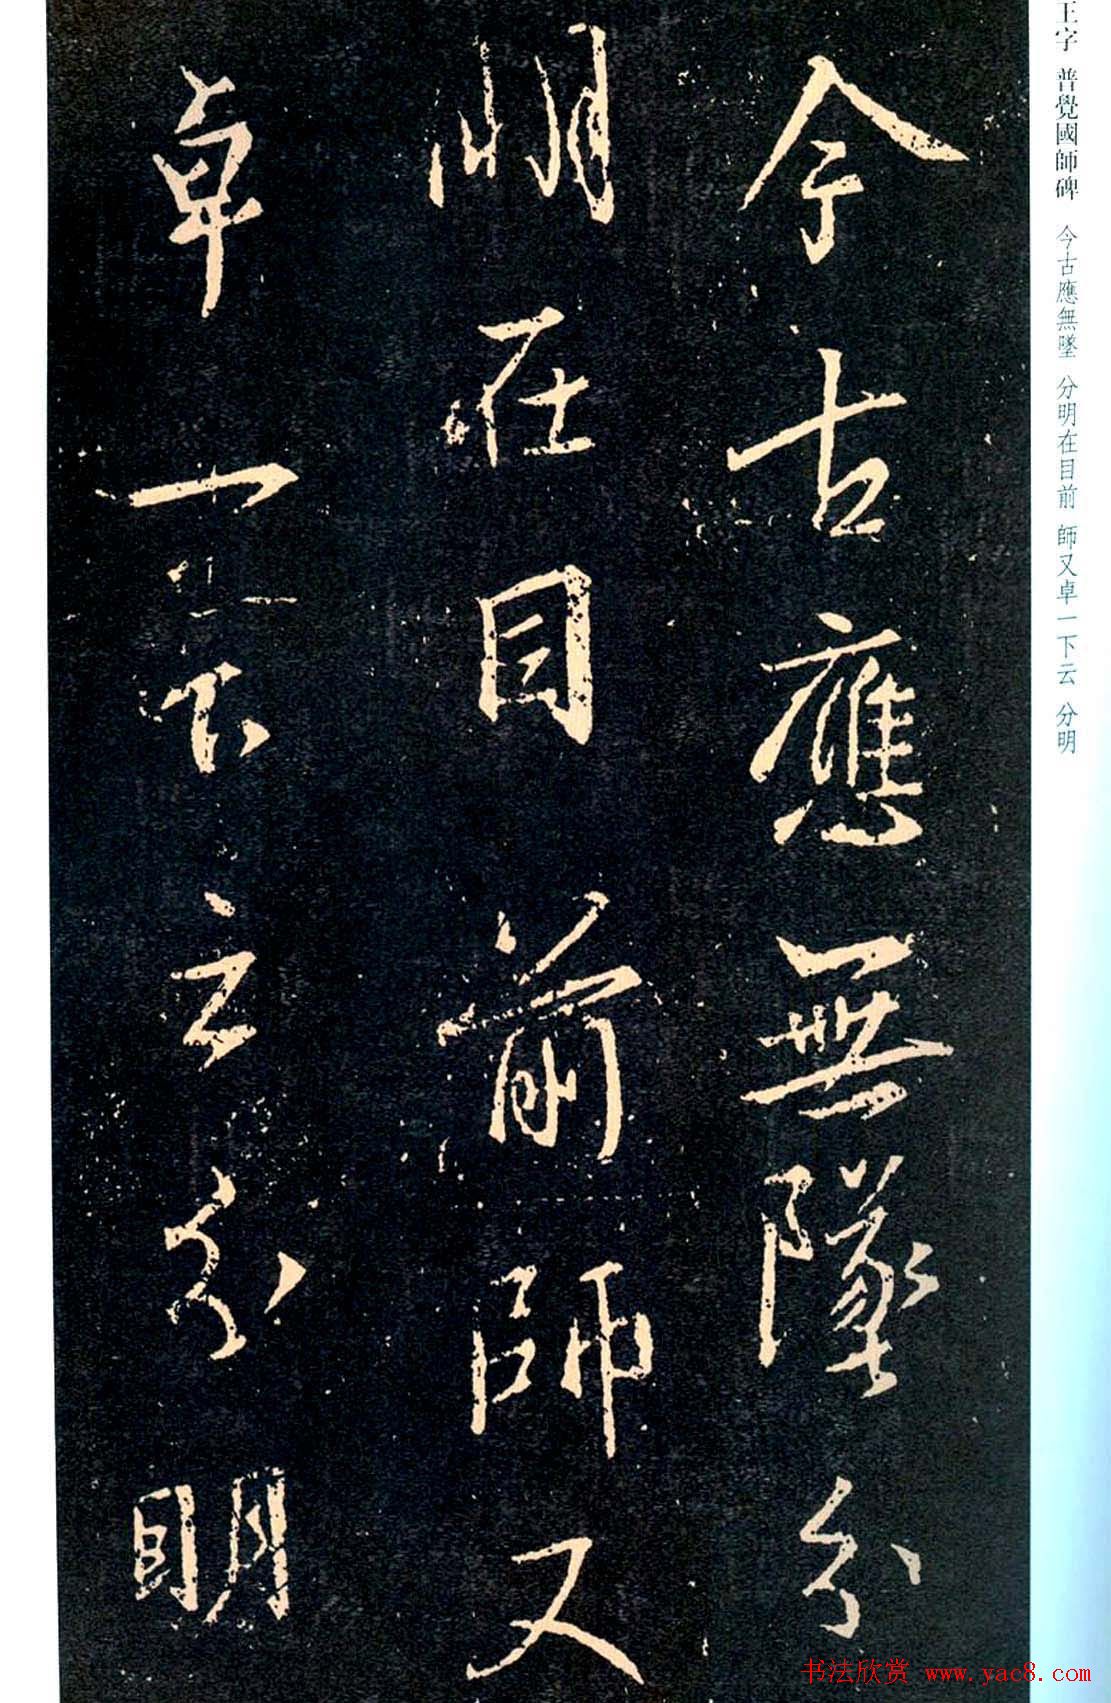 王字 普覺國師碑 今古應無墜 分明在目前 師又卓一下云 分明
今古應無墜分
明在目前師又
卓一下云分明
书法欣赏 www.yac8.com